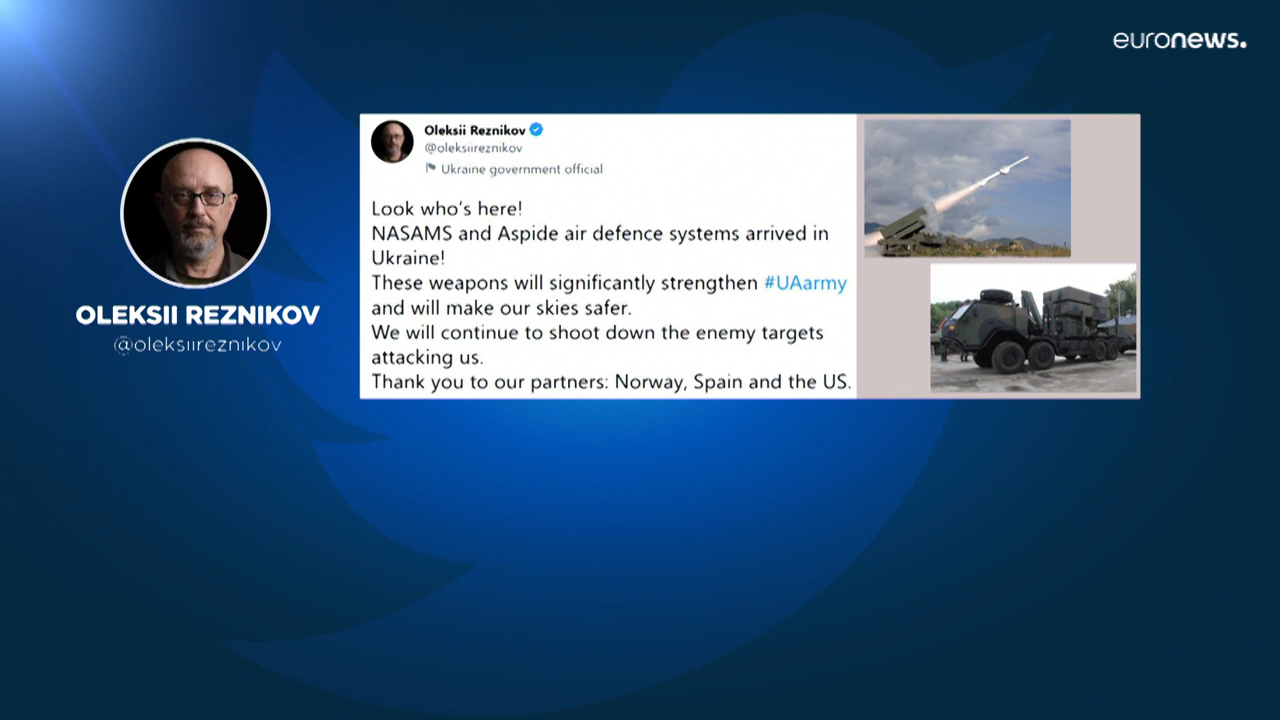 euronews.
Oleksii Reznikov
@oleksiireznikov
Ukraine government official
Look who's here!
NASAMS and Aspide air defence systems arrived in
Ukraine!
These weapons will significantly strengthen #UAarmy
and will make our skies safer.
We will continue to shoot down the enemy targets
attacking us.
Thank you to our partners: Norway, Spain and the US.
OLEKSII REZNIKOV
@oleksiireznikov